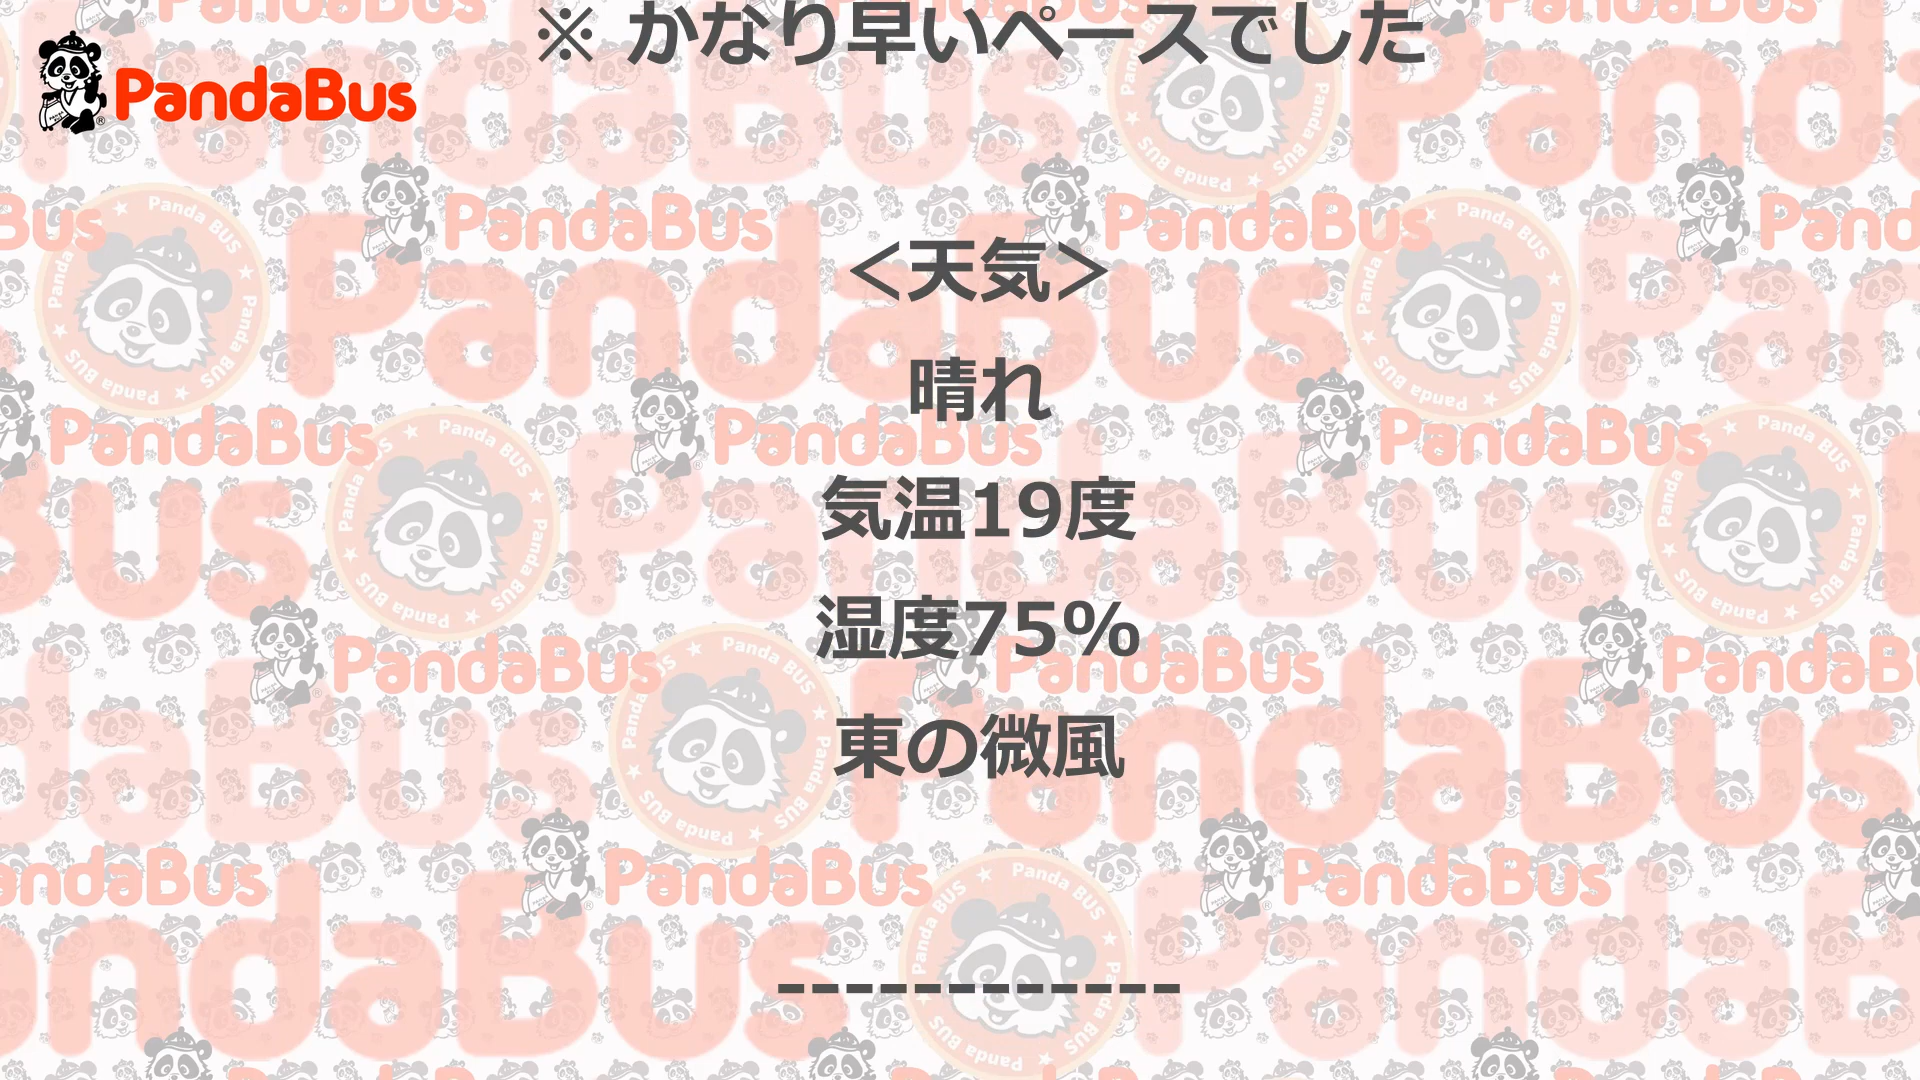 ※ かなり早いペースでした
PandaBus
＜天気＞
晴れ
気温19度
湿度75%
東の微風
------------